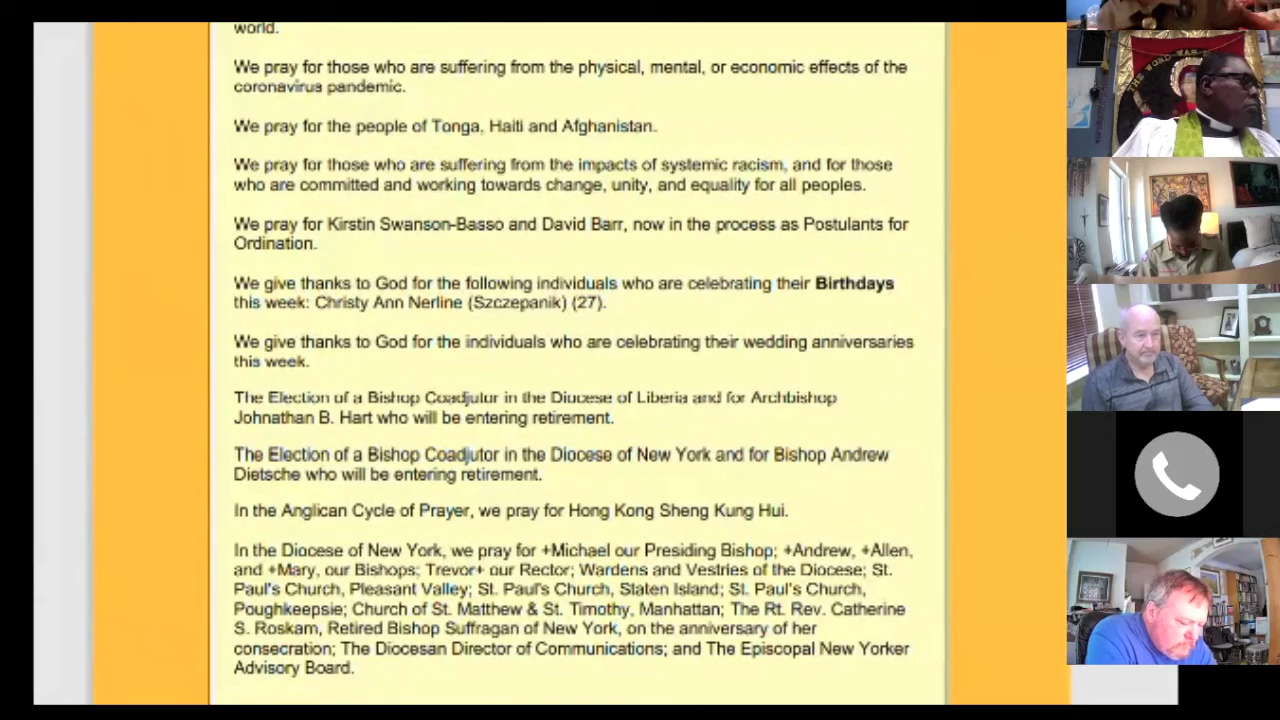 world.
We pray for those who are suffering from the physical, mental, or economic effects of the
coronavirus pandemic.
We pray for the people of Tonga, Haiti and Afghanistan.
We pray for those who are suffering from the impacts of systemic racism, and for those
who are committed and working towards change, unity, and equality for all peoples.
We pray for Kirstin Swanson-Basso and David Barr, now in the process as Postulants for
Ordination.
We give thanks to God for the following individuals who are celebrating their Birthdays
this week: Christy Ann Nerline (Szczepanik) (27).
We give thanks to God for the individuals who are celebrating their wedding anniversaries
this week.
The Election of a Bishop Coadjutor in the Diocese of Liberia and for Archbishop
Johnathan B. Hart who will be entering retirement.
The Election of a Bishop Coadjutor in the Diocese of New York and for Bishop Andrew
Dietsche who will be entering retirement.
In the Anglican Cycle of Prayer, we pray for Hong Kong Sheng Kung Hui.
In the Diocese of New York, we pray for +Michael our Presiding Bishop; +Andrew, +Allen,
and +Mary, our Bishops; Trevor+ our Rector; Wardens and Vestries of the Diocese; St.
Paul's Church, Pleasant Valley; St. Paul's Church, Staten Island; St. Paul's Church,
Poughkeepsie; Church of St. Matthew & St. Timothy, Manhattan; The Rt. Rev. Catherine
S. Roskam, Retired Bishop Suffragan of New York, on the anniversary of her
consecration; The Diocesan Director of Communications; and The Episcopal New Yorker
Advisory Board.
THE WORD WAS